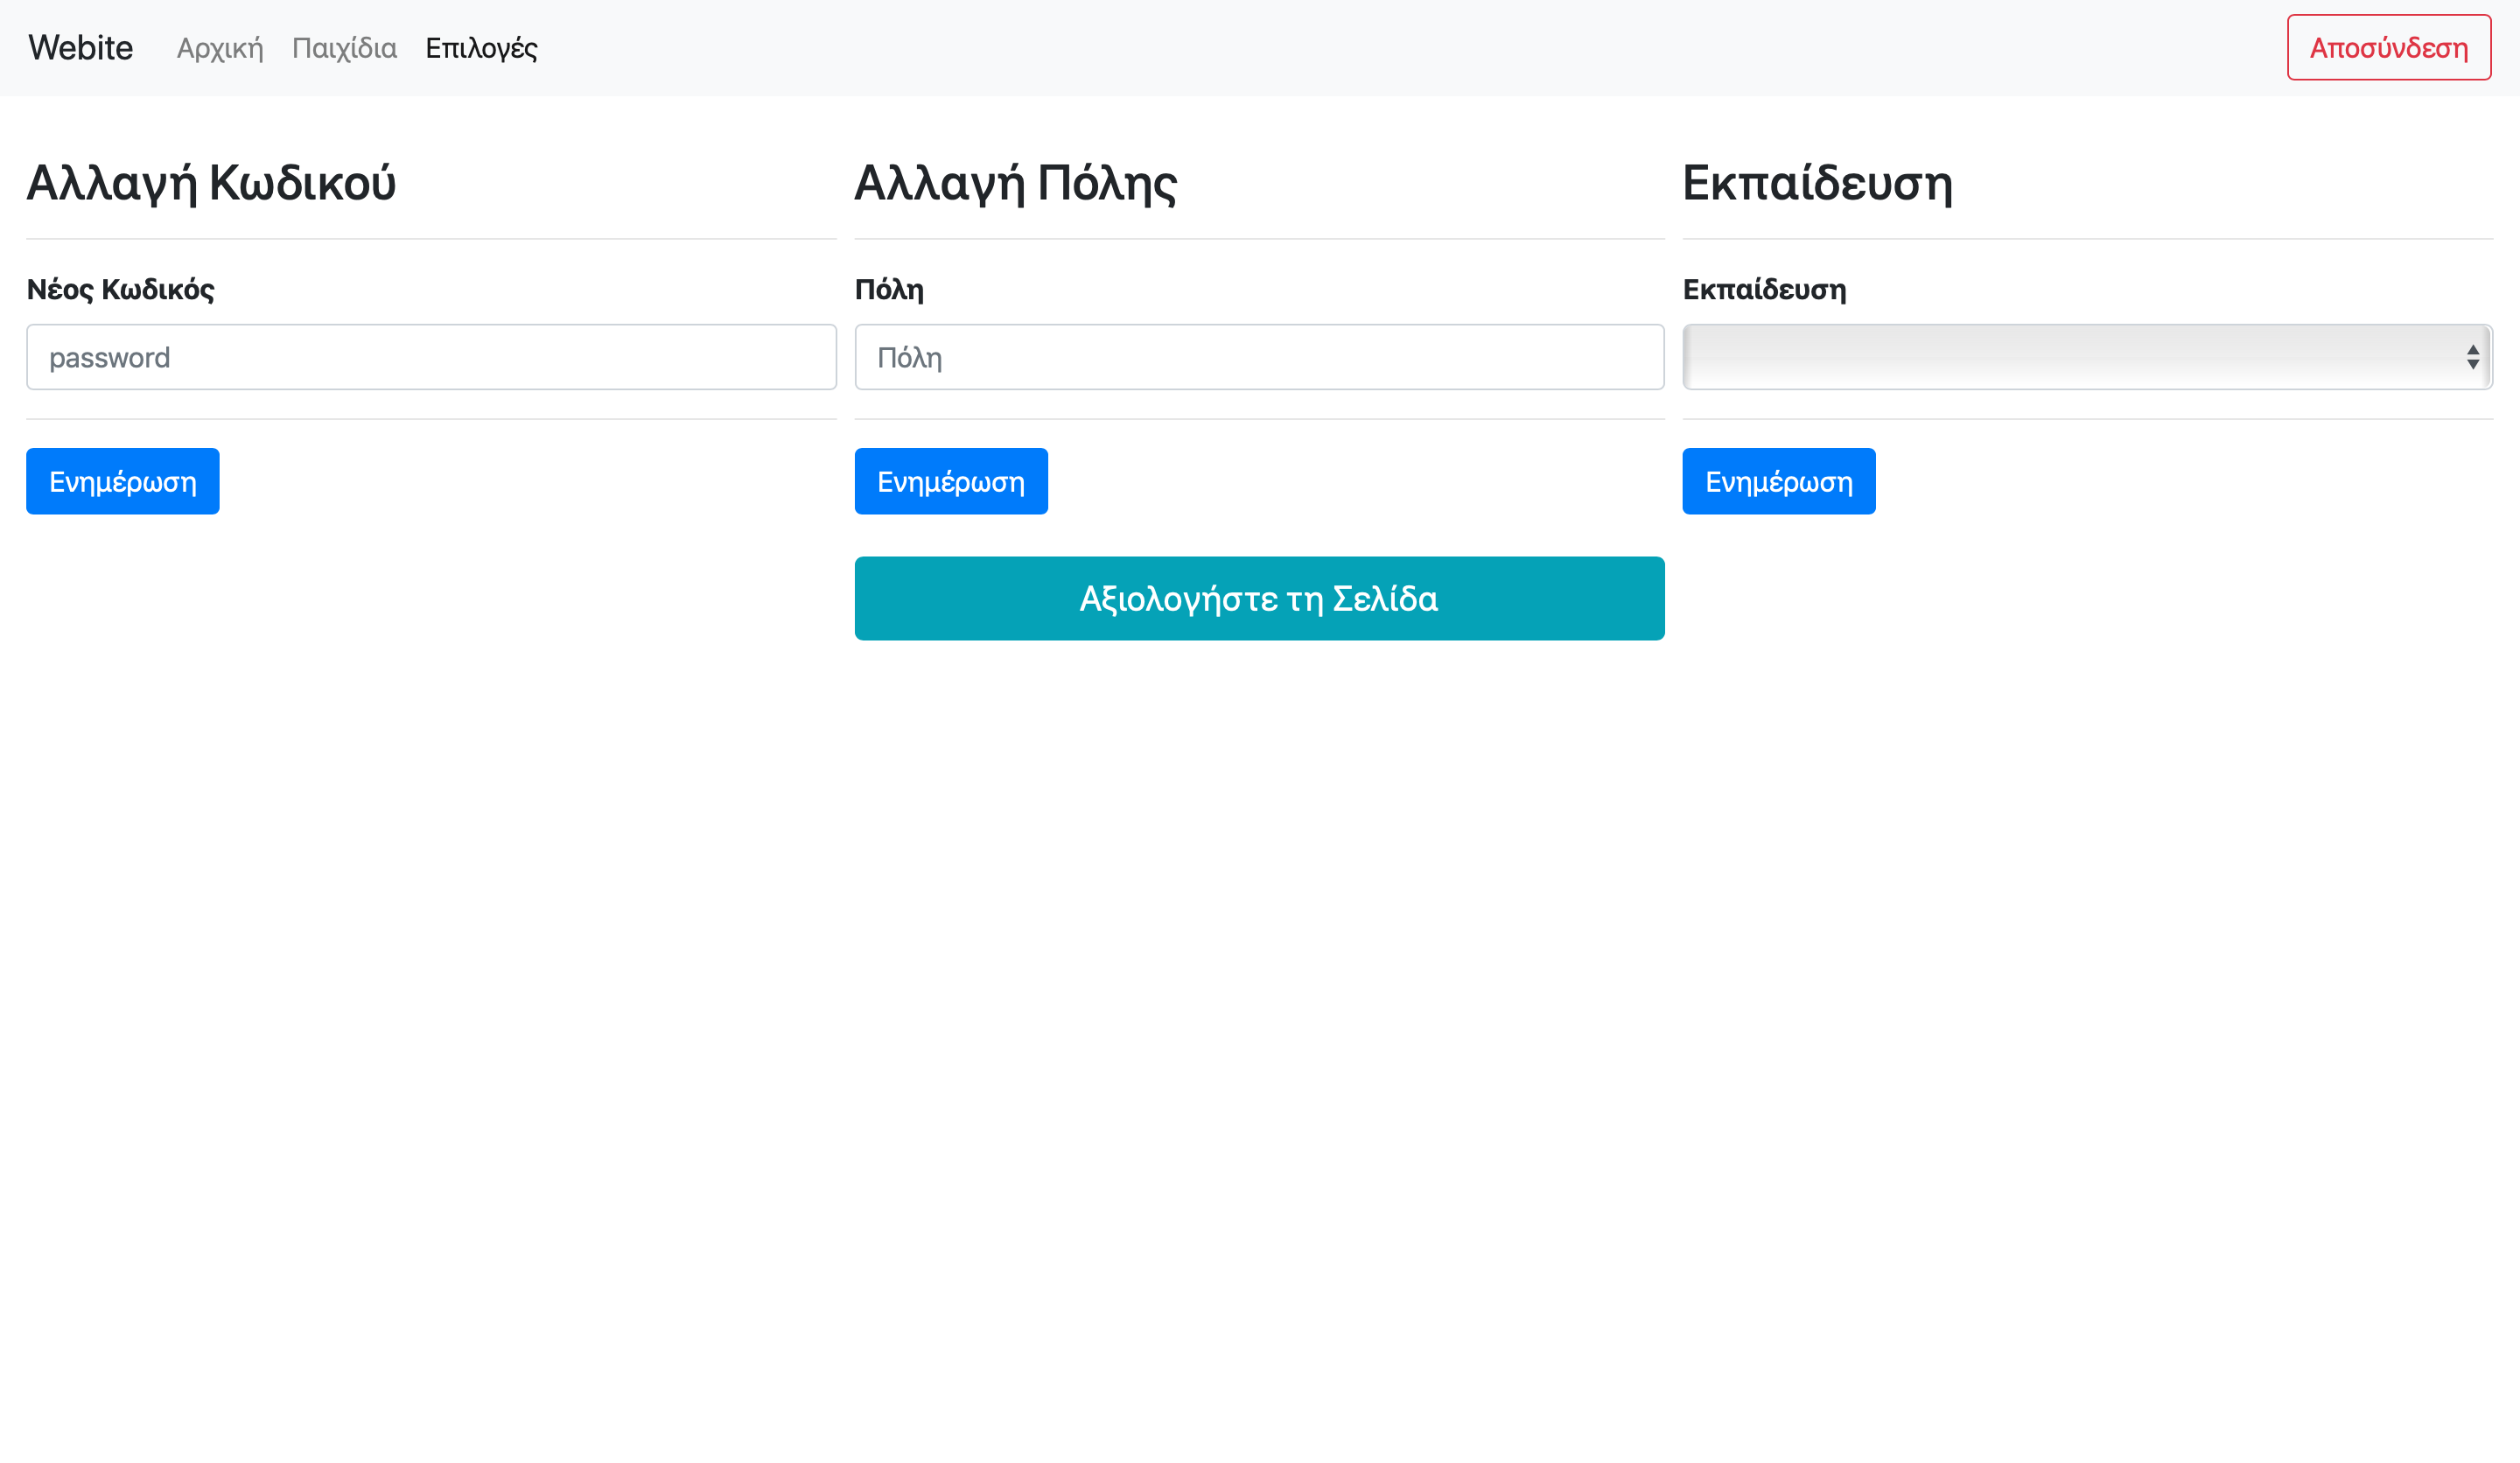 Webite Αρχική Παιχίδια Επιλογές Αποσύνδεση
Αλλαγή Κωδικού
Νέος Κωδικός
password
Ενημέρωση
Αλλαγή Πόλης
Πόλη
Πόλη
Ενημέρωση
Εκπαίδευση
Εκπαίδευση
Ενημέρωση
Αξιολογήστε τη Σελίδα